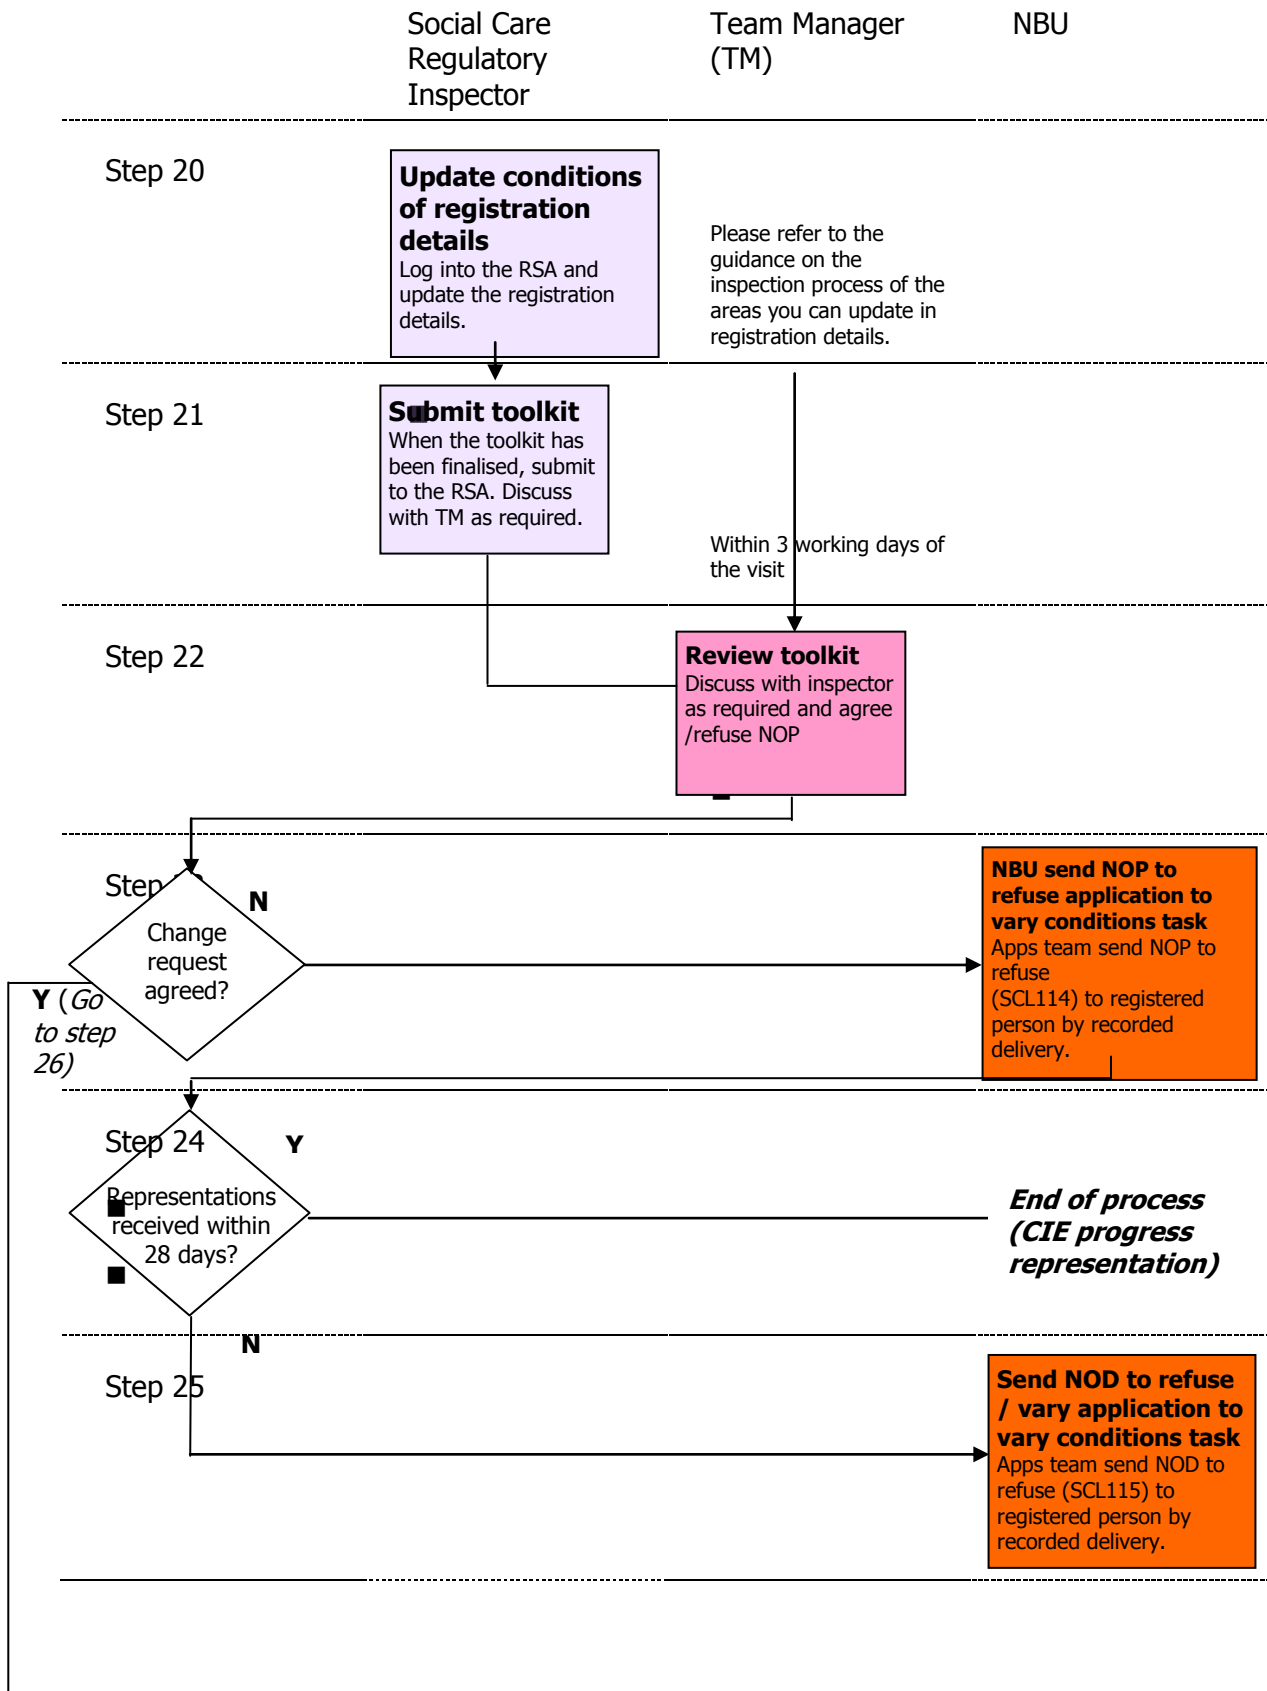 Social Care
Regulatory
Inspector
Team Manager
(TM)
NBU
Step 20
Update conditions
of registration
details
Log into the RSA and
update the registration
details.
Please refer to the
guidance on the
inspection process of the
areas you can update in
registration details.
Step 21
Submit toolkit
When the toolkit has
been finalised, submit
to the RSA. Discuss
with TM as required.
Within 3 working days of
the visit
Step 22
Review toolkit
Discuss with inspector
as required and agree
/refuse NOP
Step
N
Change
request
agreed?
Y (Go
to step
26)
NBU send NOP to
refuse application to
vary conditions task
Apps team send NOP to
refuse
(SCL114) to registered
person by recorded
delivery.
Step 24
Y
Representations
received within
28 days?
End of process
(CIE progress
representation)
N
Step 25
Send NOD to refuse
/ vary application to
vary conditions task
Apps team send NOD to
refuse (SCL115) to
registered person by
recorded delivery.